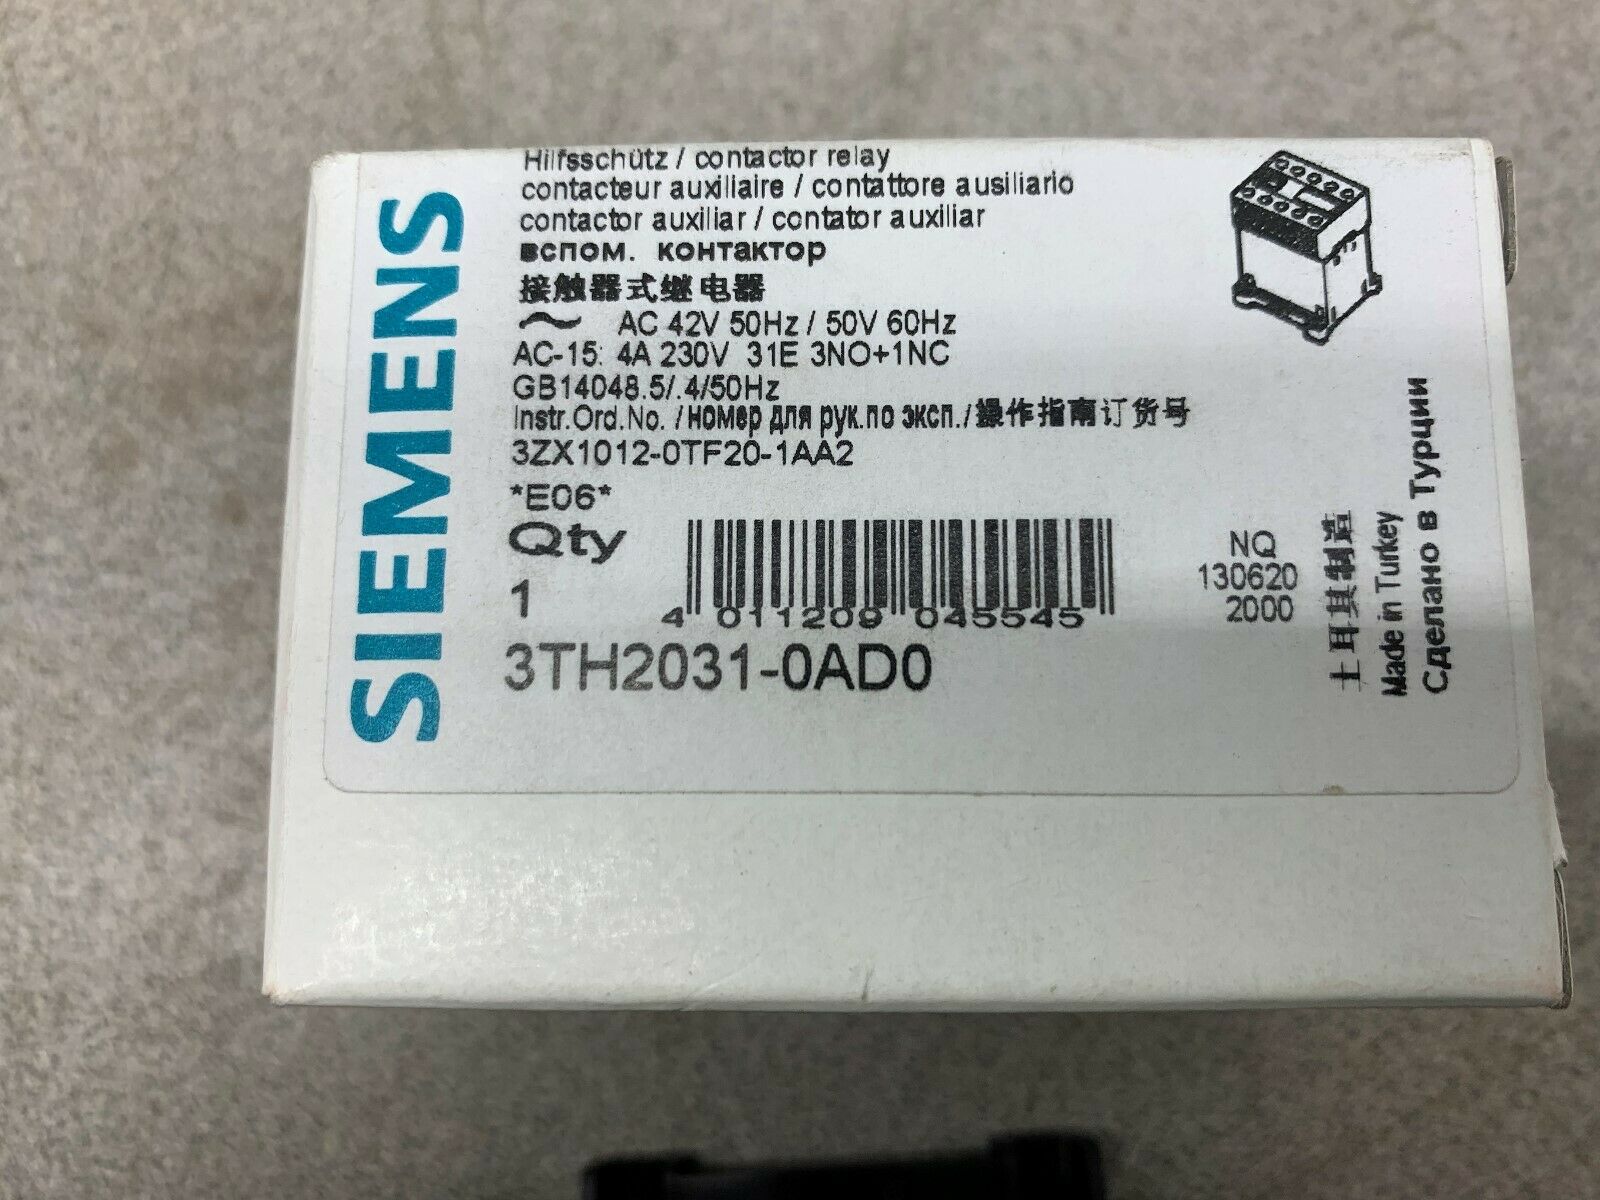 SIEMENS
Hilfsschütz / contactor relay
contacteur auxiliaire / contattore ausiliario
contactor auxiliar / contator auxiliar
вспом. контактор
接触器式继电器
~ AC 42V 50Hz / 50V 60Hz
AC-15: 4A 230V 31E 3NO+1NC
GB14048.5/.4/50Hz
Instr.Ord.No. /номер для рук.по эксп./操作指南订货号
3ZX1012-0TF20-1AA2
*E06*
Qty
1
4 011209 045545
3TH2031-0AD0
NQ
130620
2000
土耳其制造
Made in Turkey
Сделано в Турции